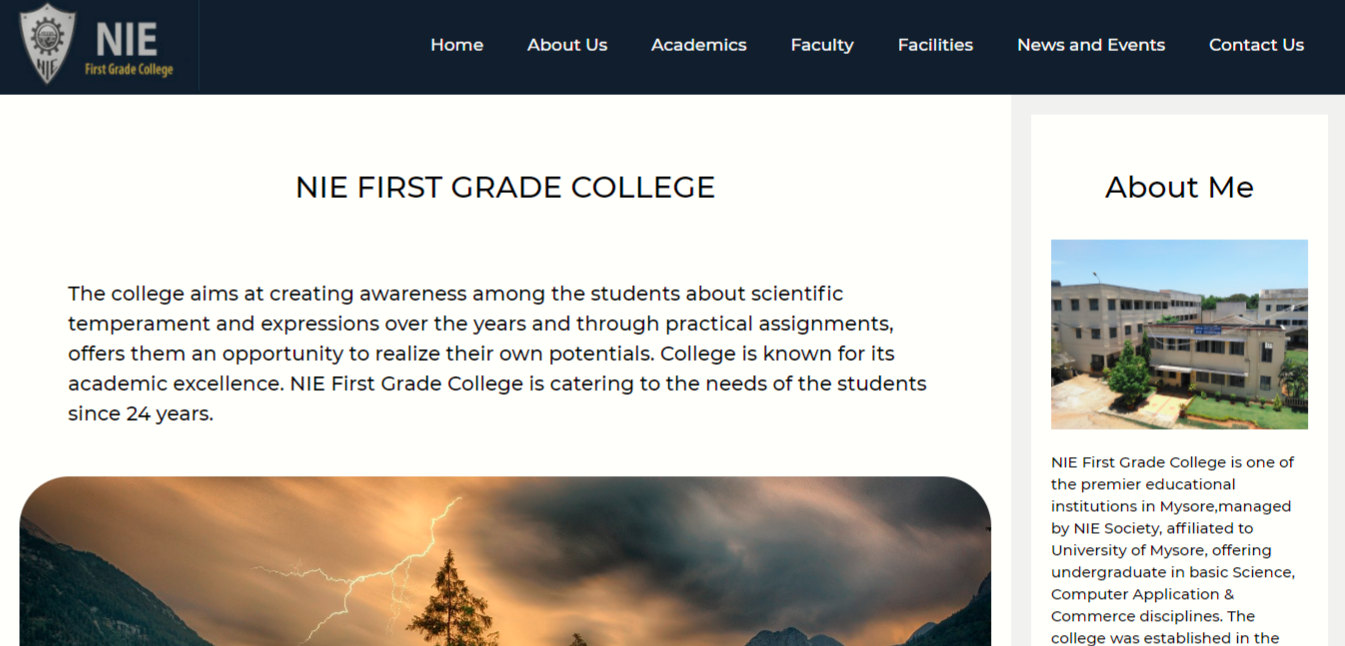 NIE
First Grade College
NIE
Home
About Us
Academics
Faculty
Facilities
News and Events
Contact Us
NIE FIRST GRADE COLLEGE
The college aims at creating awareness among the students about scientific
temperament and expressions over the years and through practical assignments,
offers them an opportunity to realize their own potentials. College is known for its
academic excellence. NIE First Grade College is catering to the needs of the students
since 24 years.
About Me
NIE First Grade College is one of
the premier educational
institutions in Mysore,managed
by NIE Society, affiliated to
University of Mysore, offering
undergraduate in basic Science,
Computer Application &
Commerce disciplines. The
college was established in the